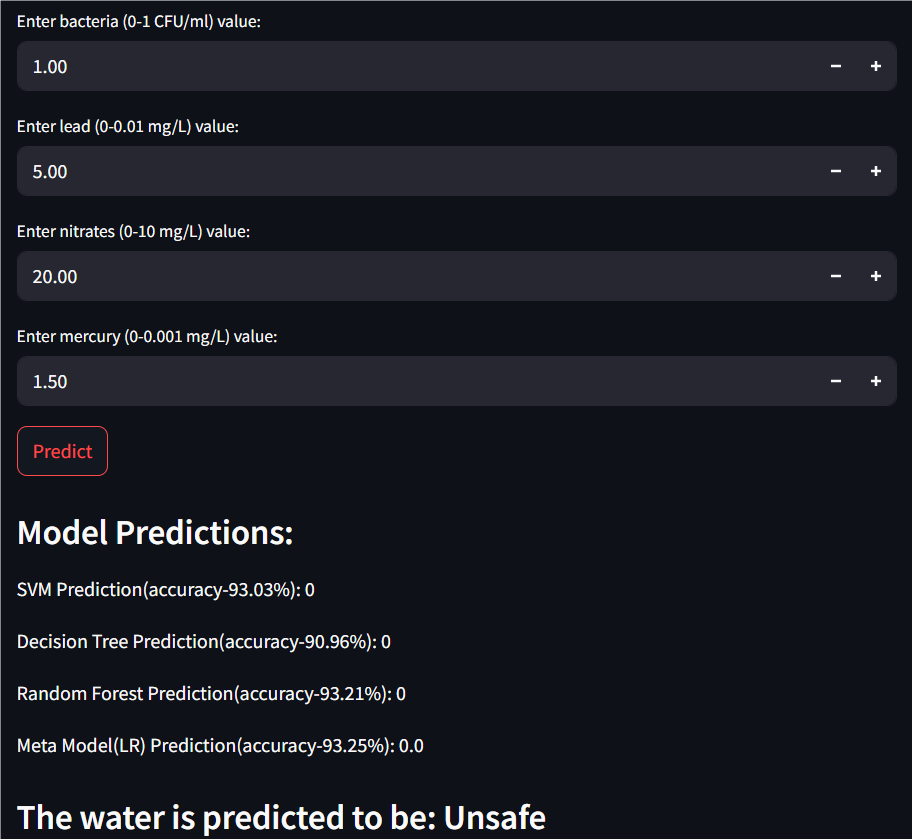 Enter bacteria (0-1 CFU/ml) value:
1.00
Enter lead (0-0.01 mg/L) value:
5.00
Enter nitrates (0-10 mg/L) value:
20.00
Enter mercury (0-0.001 mg/L) value:
1.50
Predict
Model Predictions:
SVM Prediction(accuracy-93.03%): 0
Decision Tree Prediction(accuracy-90.96%): 0
Random Forest Prediction(accuracy-93.21%): 0
Meta Model(LR) Prediction(accuracy-93.25%): 0.0
The water is predicted to be: Unsafe